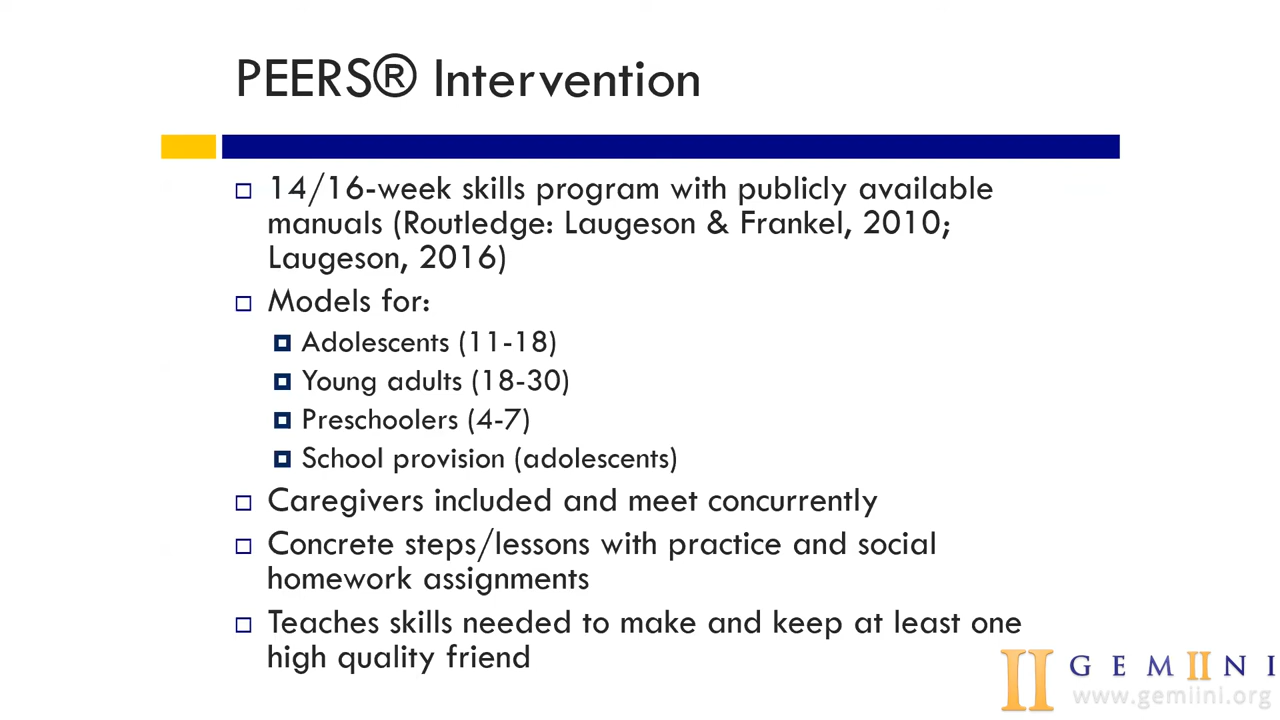 PEERS® Intervention
14/16-week skills program with publicly available
manuals (Routledge: Laugeson & Frankel, 2010;
Laugeson, 2016)
Models for:
Adolescents (11-18)
Young adults (18-30)
Preschoolers (4-7)
School provision (adolescents)
Caregivers included and meet concurrently
Concrete steps/lessons with practice and social
homework assignments
Teaches skills needed to make and keep at least one
high quality friend
II GEMIINI
www.gemiini.org